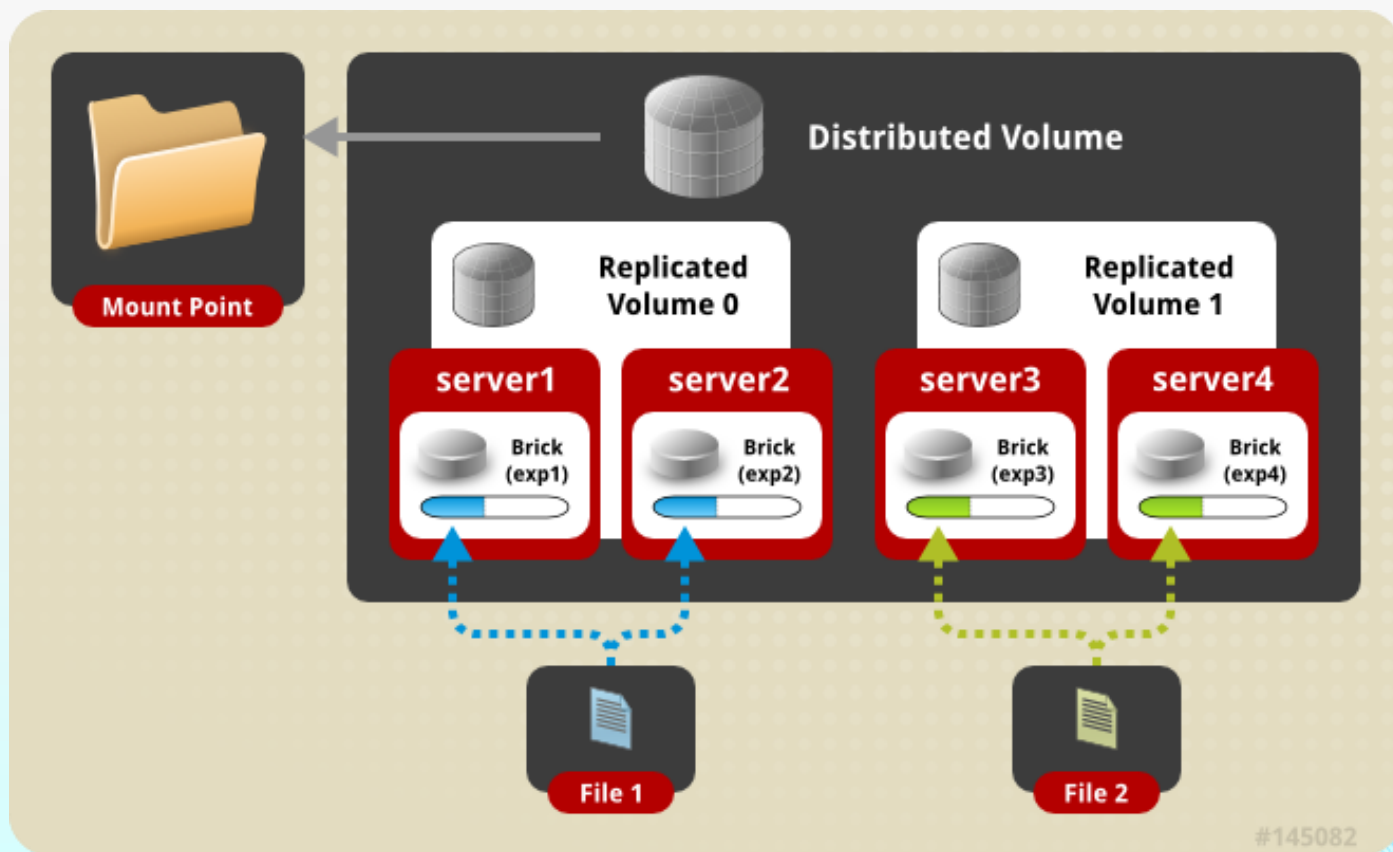 Distributed Volume
Mount Point
Replicated
Volume 0
Replicated
Volume 1
server1
server2
server3
server4
Brick
(exp1)
Brick
(exp2)
Brick
(exp3)
Brick
(exp4)
File 1
File 2
#145082